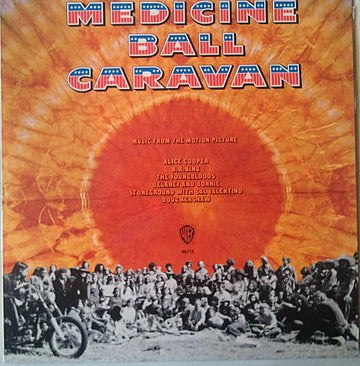 MEDICINE
BALL
CARAVAN
MUSIC FROM THE MOTION PICTURE
ALICE COOPER
B.B. KING
THE YOUNGBLOODS
DELANEY AND BONNIE
STONEGROUND WITH SAL VALENTINO
DOUG KERSHAW
WB